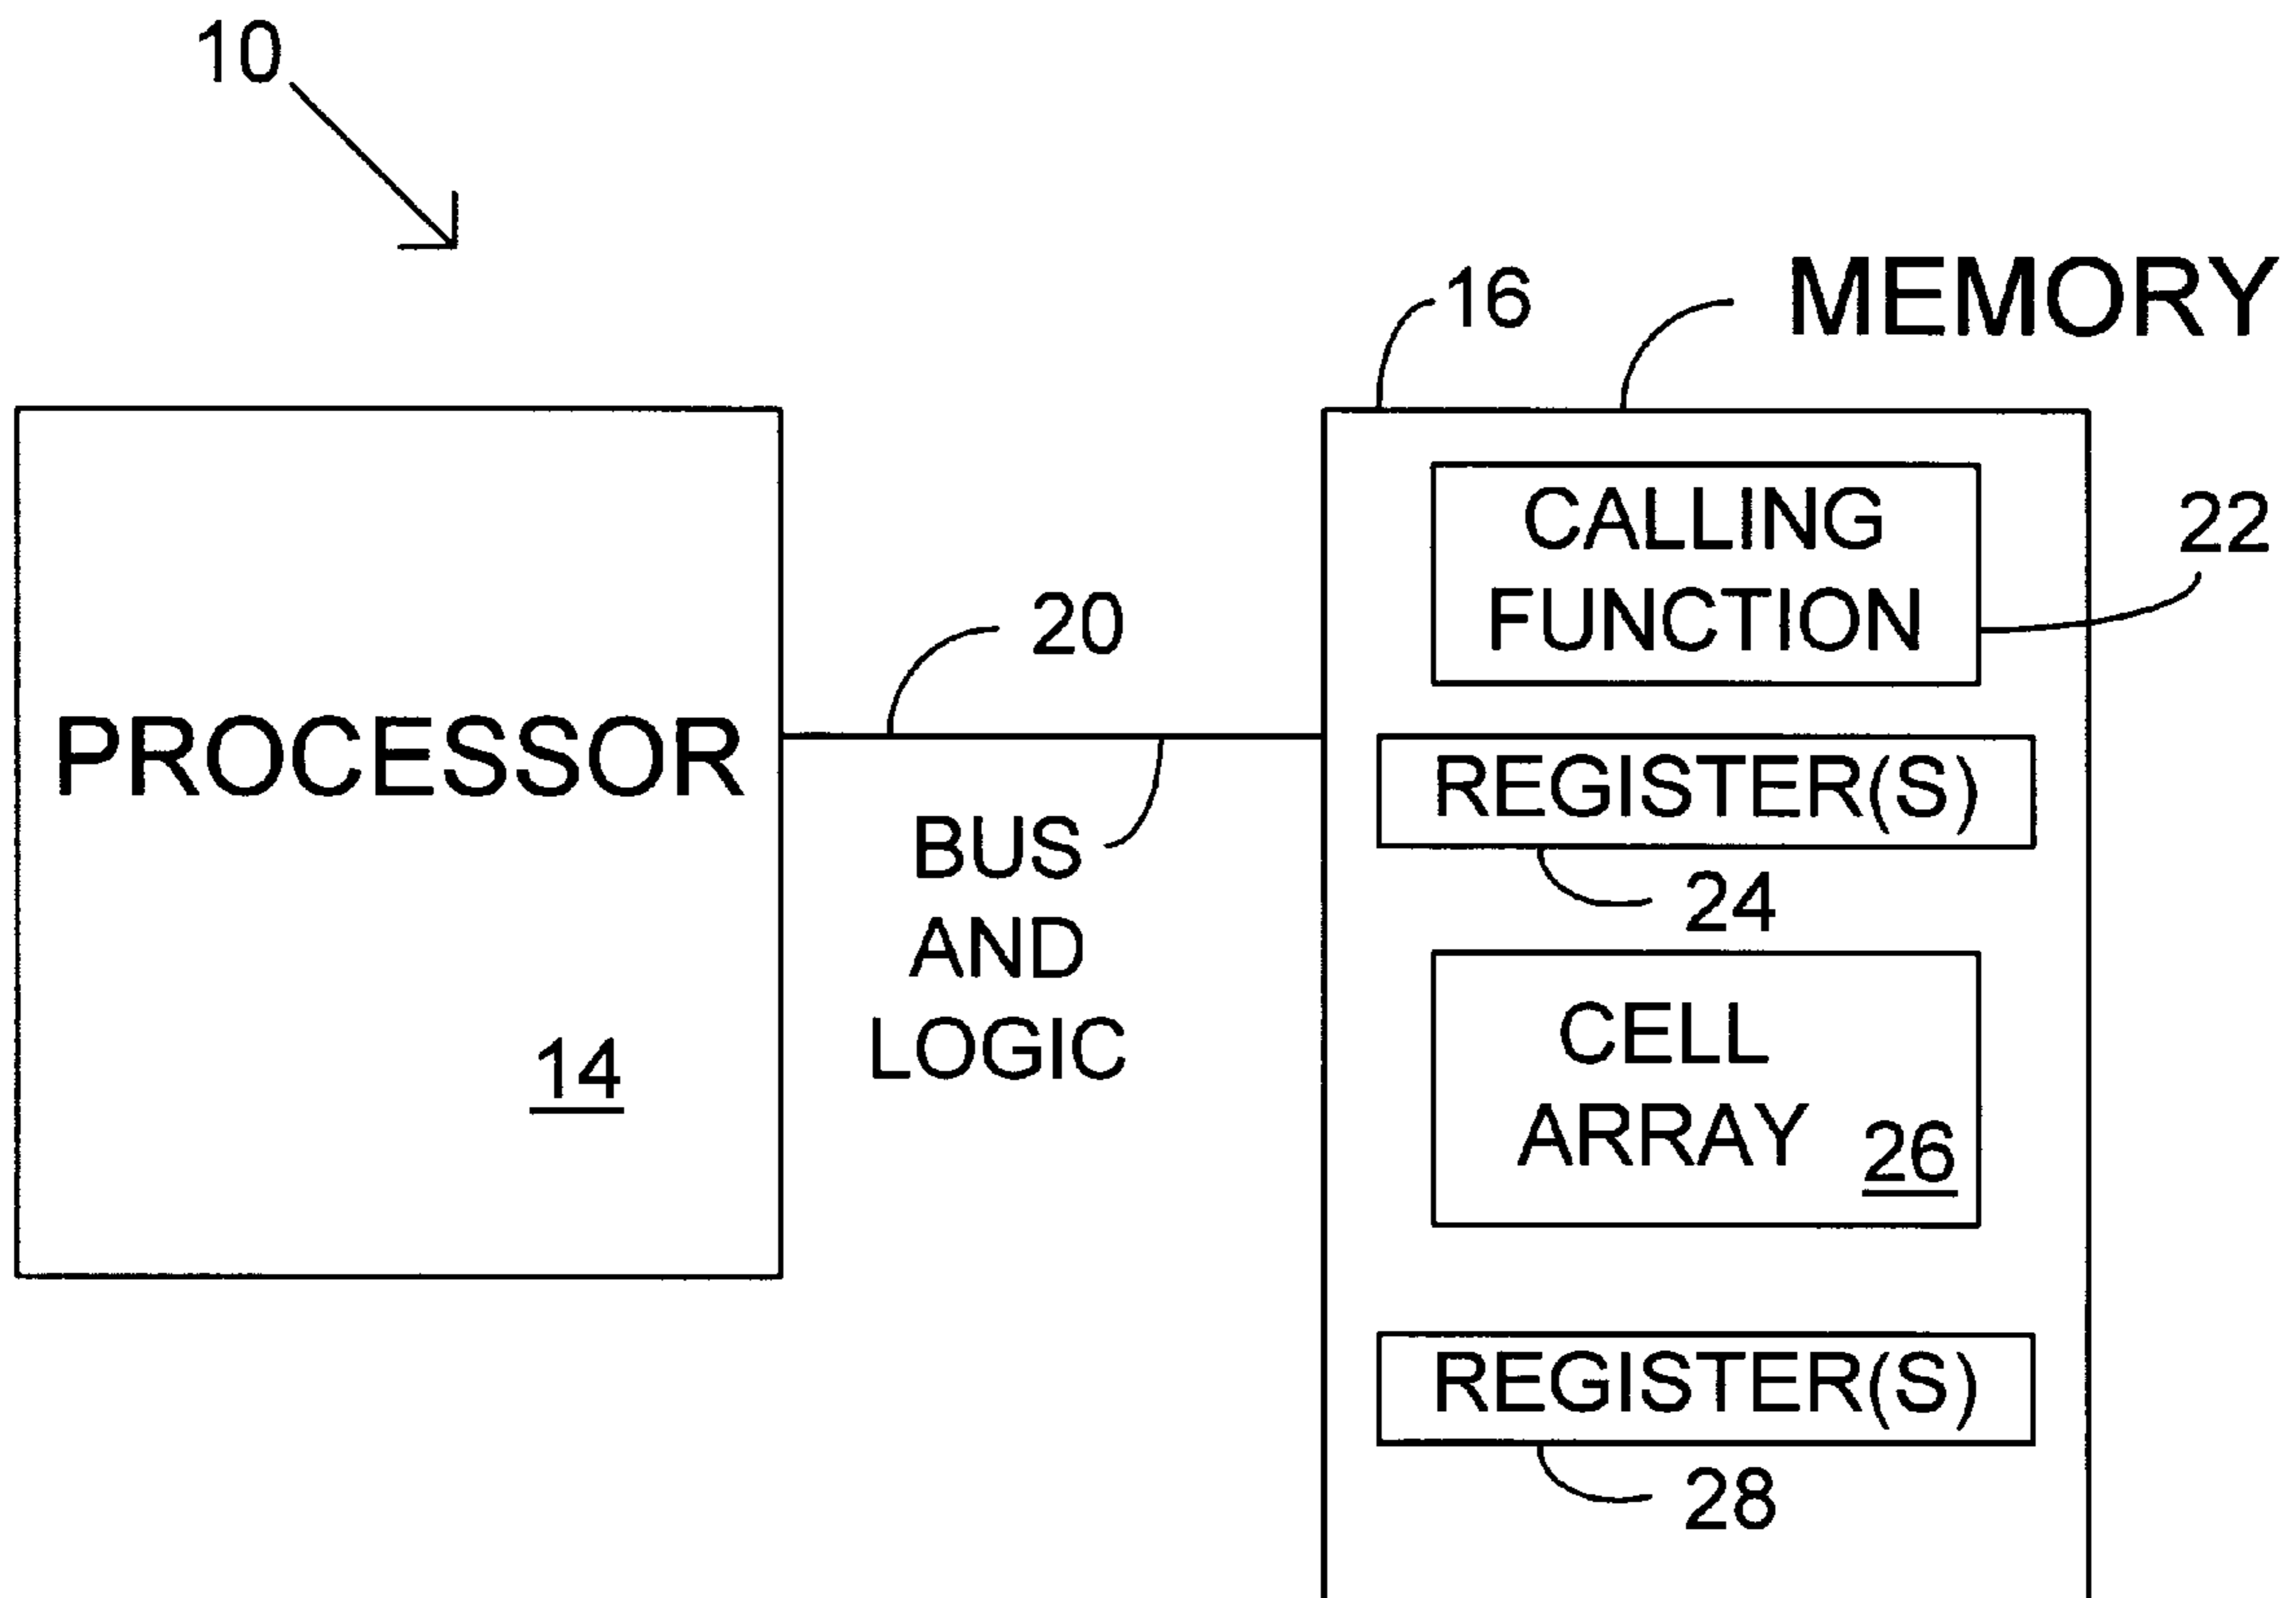 10
16
MEMORY
CALLING
FUNCTION
22
20
PROCESSOR
REGISTER(S)
BUS
AND
LOGIC
24
14
CELL
ARRAY
26
REGISTER(S)
28